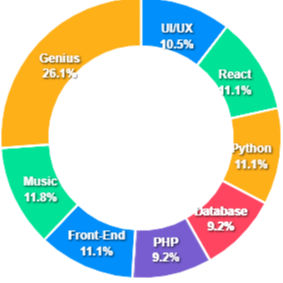 UI/UX
10.5%
React
11.1%
Python
11.1%
Database
9.2%
PHP
9.2%
Front-End
11.1%
Music
11.8%
Genius
26.1%